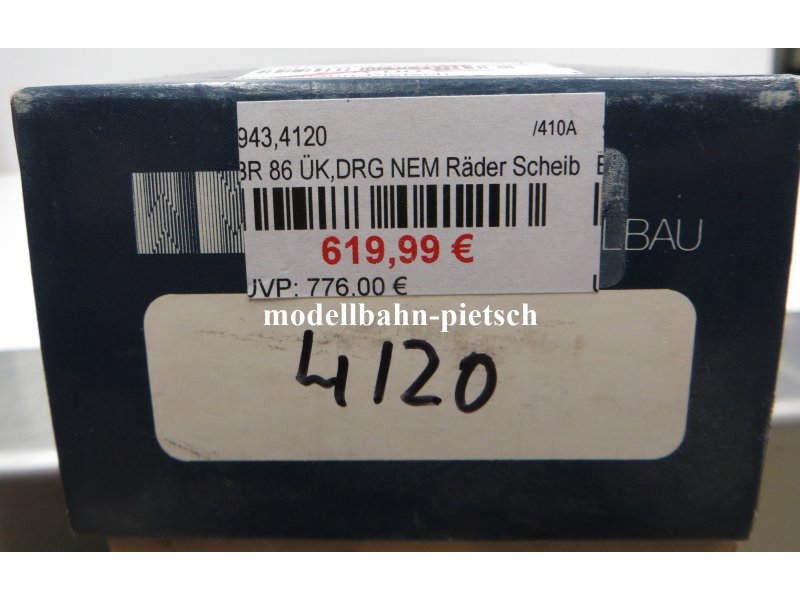 943,4120 /410A
BR 86 ÜK,DRG NEM Räder Scheib
619,99 €
UVP: 776,00 €
LBAU
modellbahn-pietsch
4120